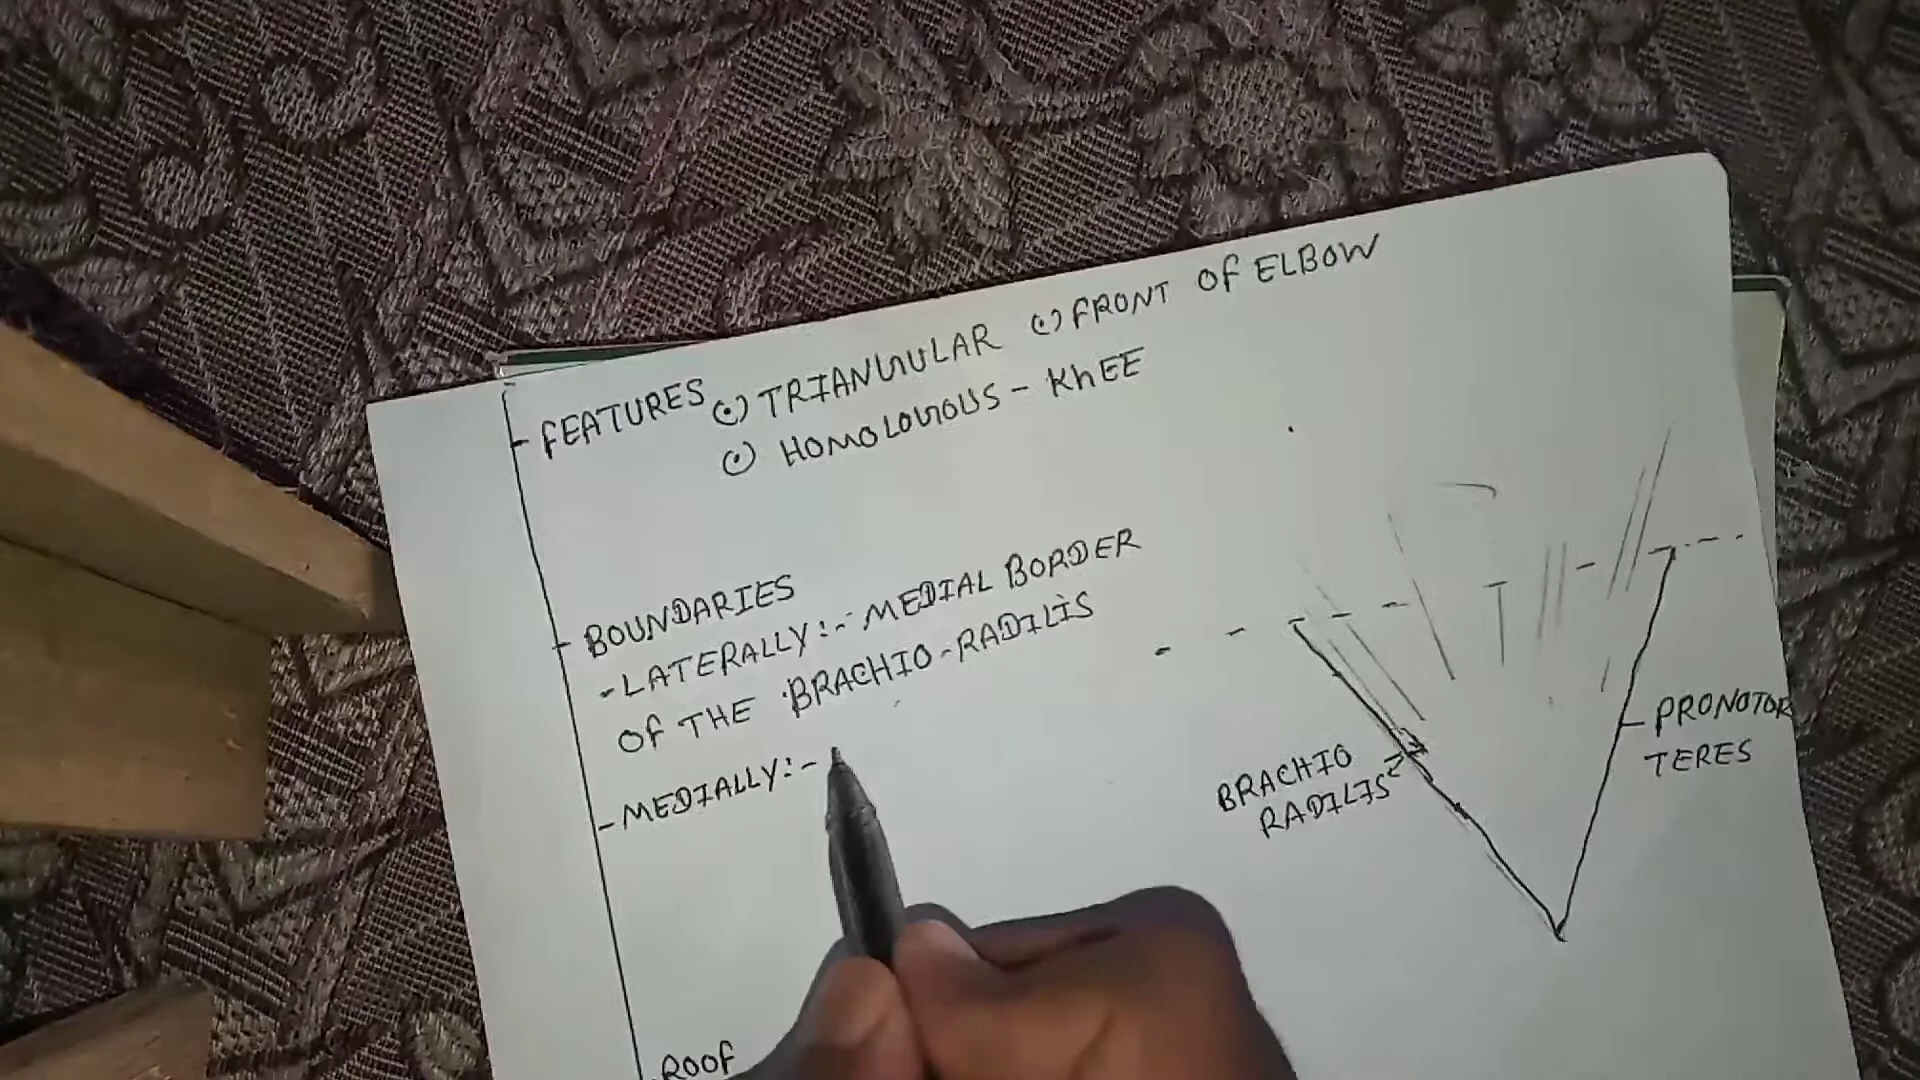 FEATURES ⊙ TRIANGULAR ⊙ FRONT OF ELBOW
⊙ HOMOLOGOUS - KNEE
BOUNDARIES
- LATERALLY:- MEDIAL BORDER
OF THE BRACHIO-RADILIS
- MEDIALLY:-
ROOF
BRACHIO
RADILIS
PRONOTOR
TERES